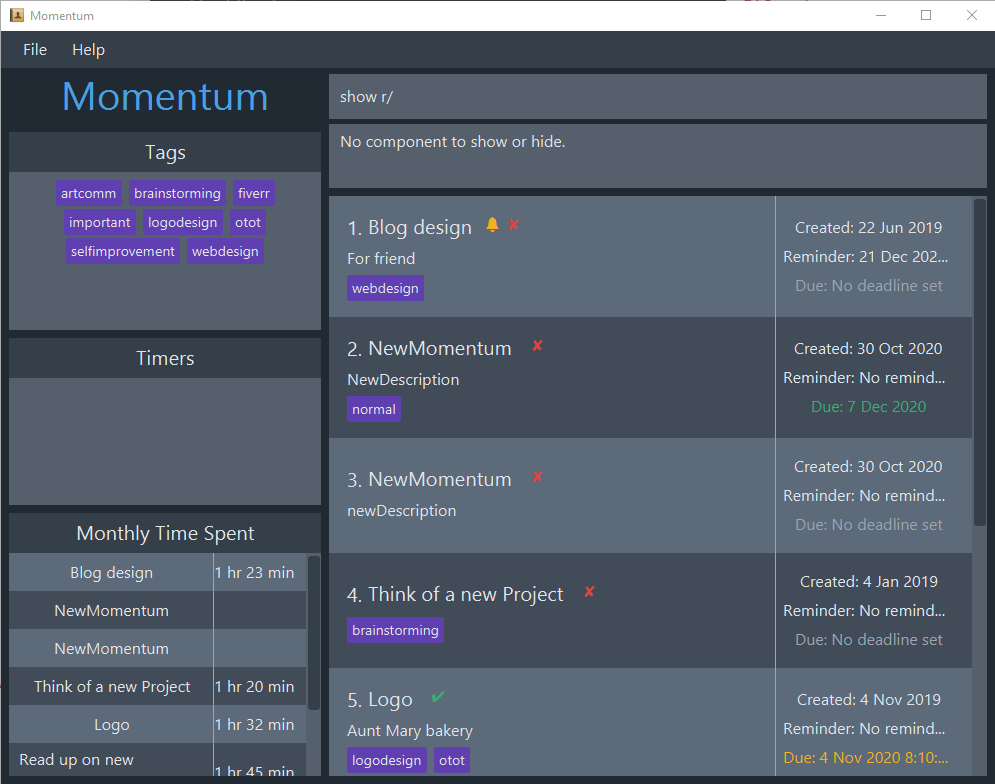 Momentum
File Help
Momentum
Tags
artcomm brainstorming fiverr
important logodesign otot
selfimprovement webdesign
Timers
Monthly Time Spent
Blog design 1 hr 23 min
NewMomentum
NewMomentum
Think of a new Project 1 hr 20 min
Logo 1 hr 32 min
Read up on new
1 hr 45 min
show r/
No component to show or hide.
1. Blog design
For friend
webdesign
Created: 22 Jun 2019
Reminder: 21 Dec 202...
Due: No deadline set
2. NewMomentum
NewDescription
normal
Created: 30 Oct 2020
Reminder: No remind...
Due: 7 Dec 2020
3. NewMomentum
newDescription
Created: 30 Oct 2020
Reminder: No remind...
Due: No deadline set
4. Think of a new Project
brainstorming
Created: 4 Jan 2019
Reminder: No remind...
Due: No deadline set
5. Logo
Aunt Mary bakery
logodesign otot
Created: 4 Nov 2019
Reminder: No remind...
Due: 4 Nov 2020 8:10:...